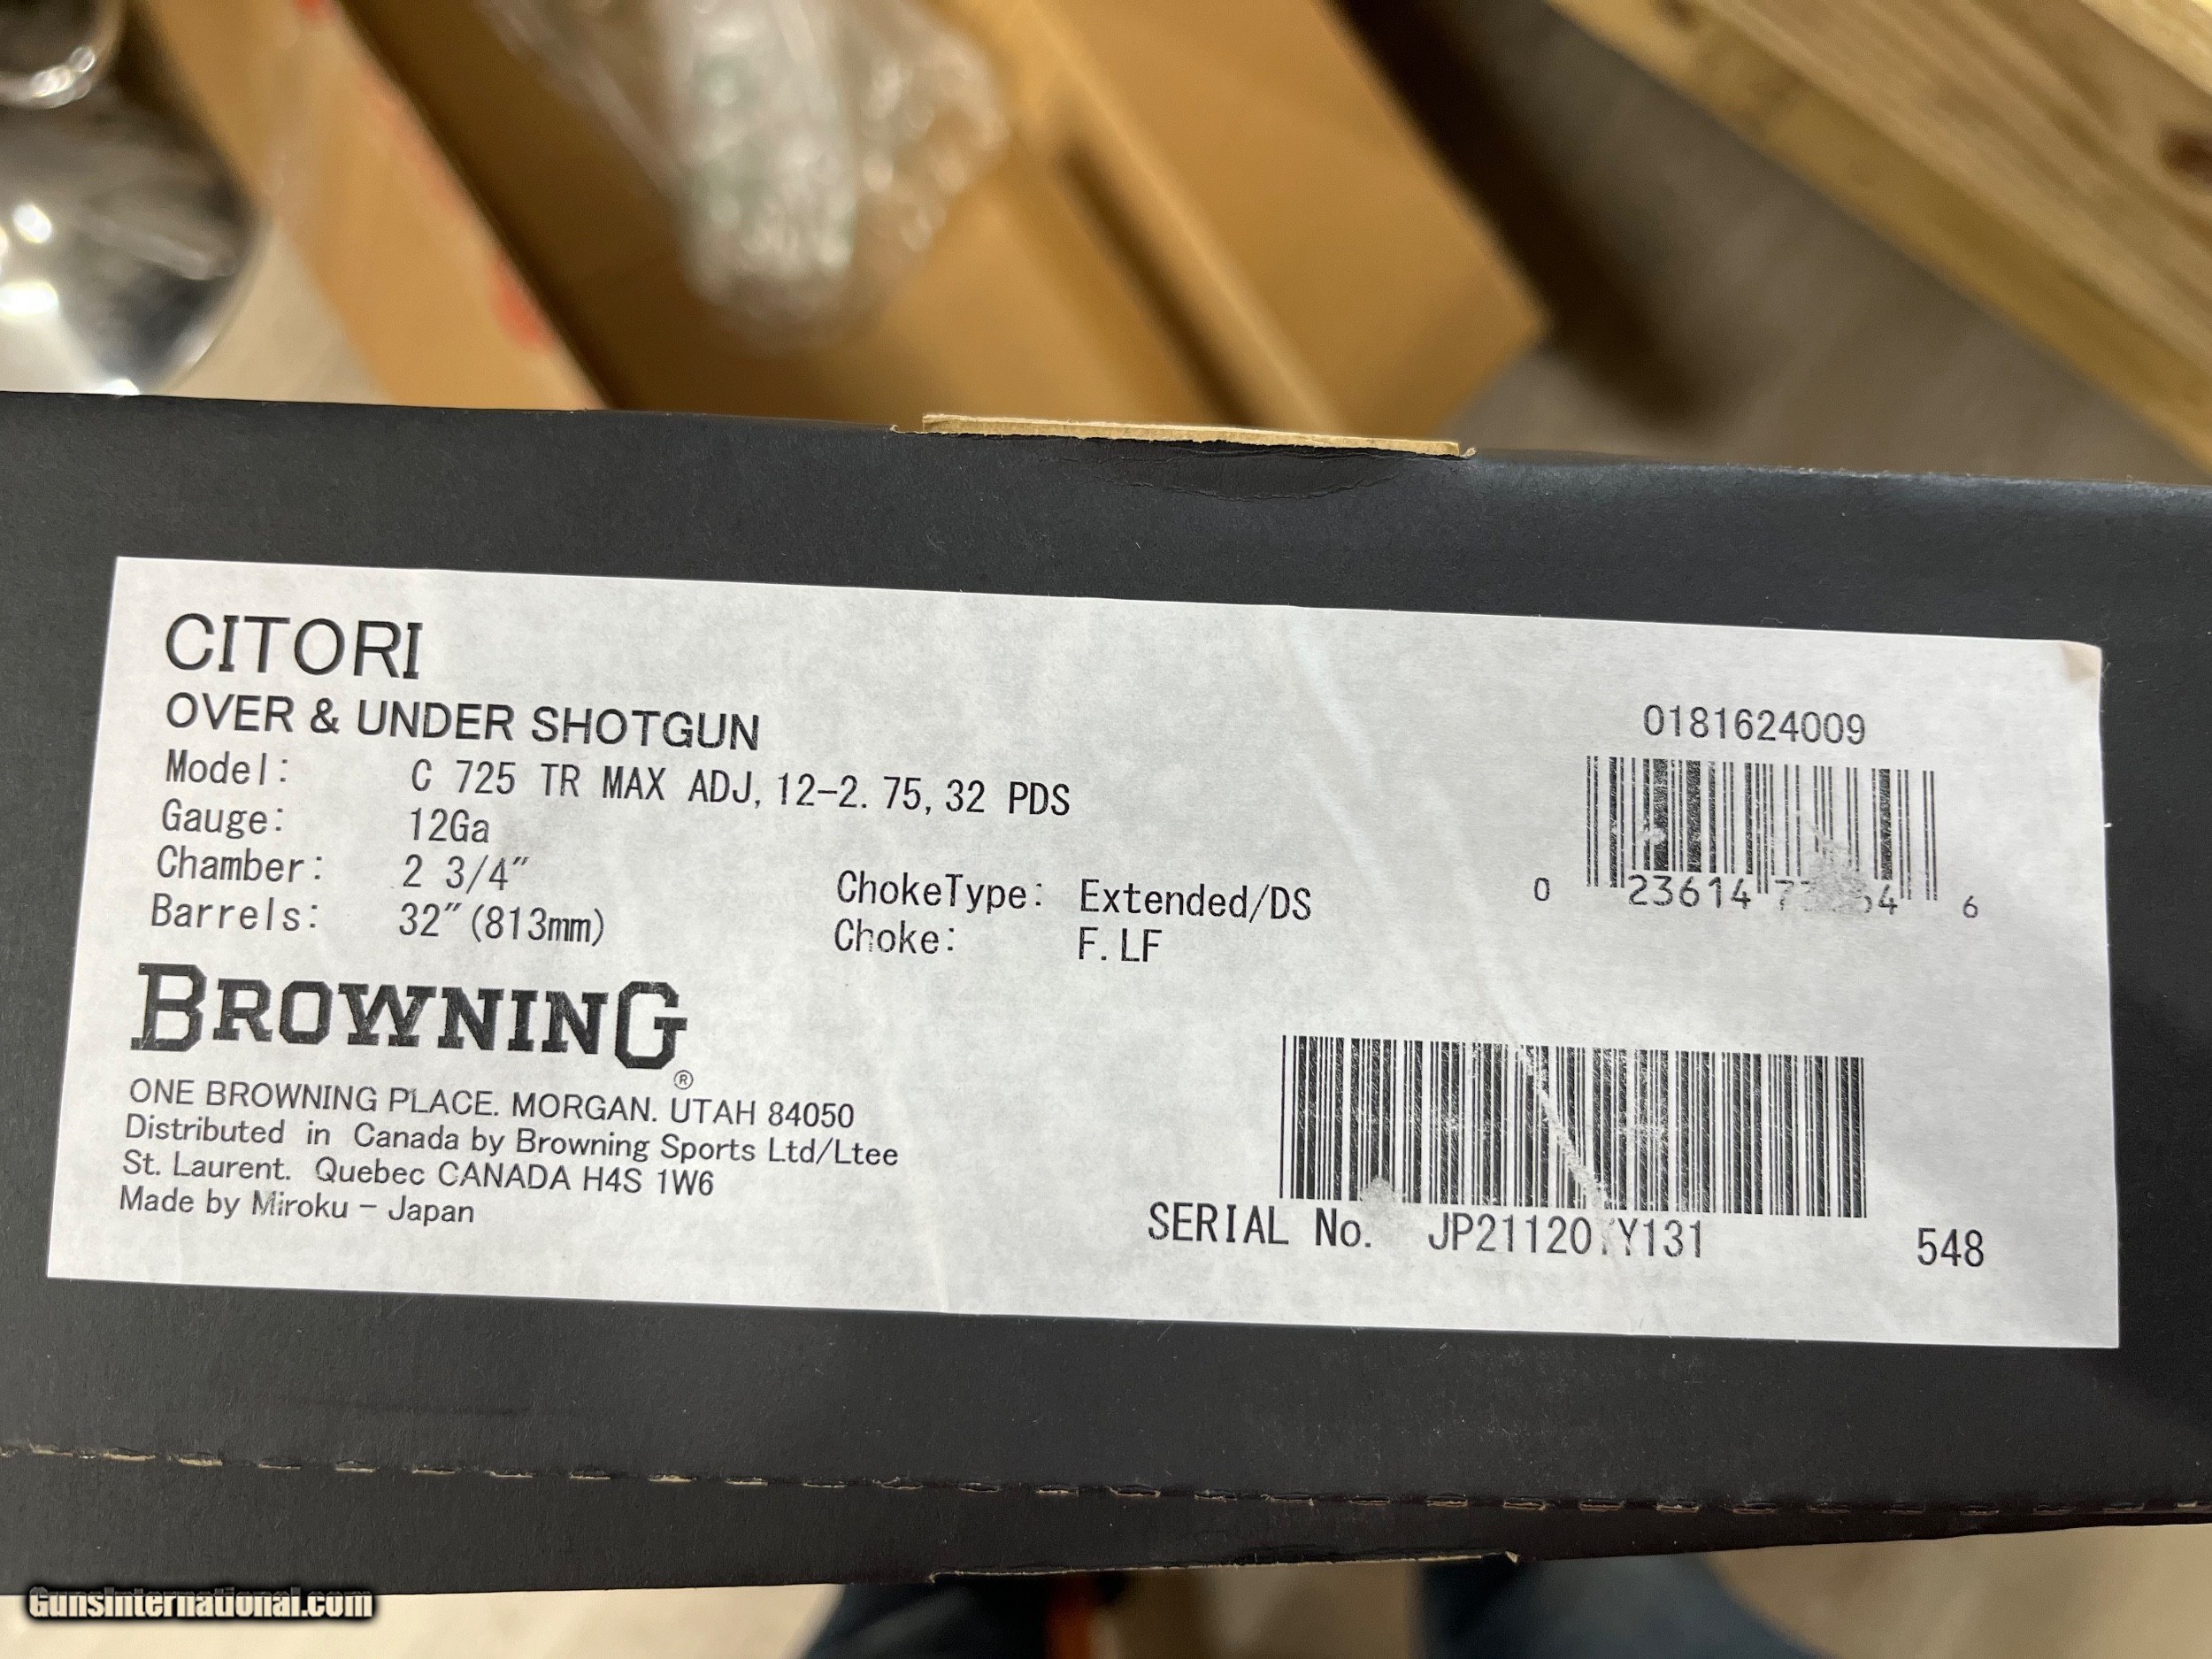 CITORI
OVER & UNDER SHOTGUN
Model: C 725 TR MAX ADJ, 12-2. 75, 32 PDS
Gauge: 12Ga
Chamber: 2 3/4″
Barrels: 32″(813mm)
ChokeType: Extended/DS
Choke: F. LF
BROWNING®
ONE BROWNING PLACE. MORGAN. UTAH 84050
Distributed in Canada by Browning Sports Ltd/Ltee
St. Laurent. Quebec CANADA H4S 1W6
Made by Miroku - Japan
0181624009
0 23614 6
SERIAL No.
548
GunsInternational.com